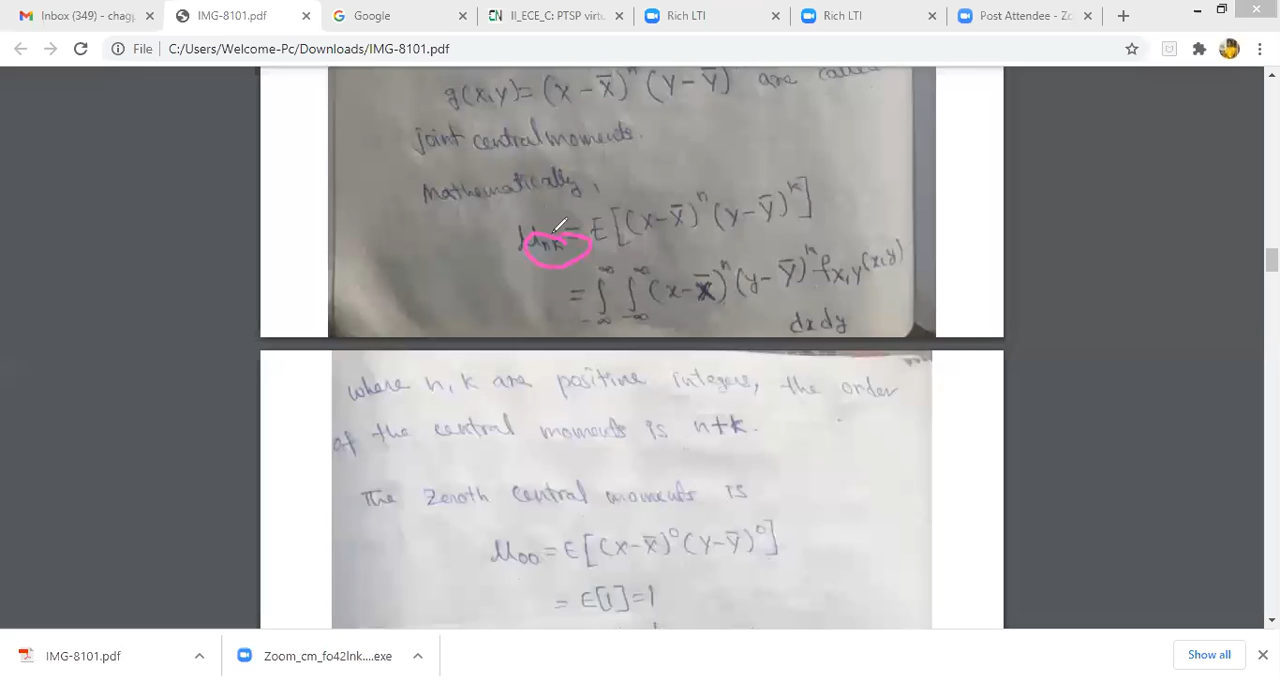 Inbox (349) - chag
IMG-8101.pdf
Google
II_ECE_C: PTSP virtu
Rich LTI
Rich LTI
Post Attendee - Zo
File C:/Users/Welcome-Pc/Downloads/IMG-8101.pdf
g(x,y)= (x - x̄)ⁿ (y - ȳ) are called
joint central moments.
Mathematically,
μnk = E[(x-x̄)ⁿ (y-ȳ)ᵏ]
= ∫ ∫ (x-x̄)ⁿ (y-ȳ) fx,y(x,y)
dx dy
where n, k are positive integers, the order
of the central moments is n+k.
The zeroth central moments is
μ00 = E[(x-x̄)⁰ (y-ȳ)⁰]
= E[1]=1
IMG-8101.pdf
Zoom_cm_fo42lnk....exe
Show all